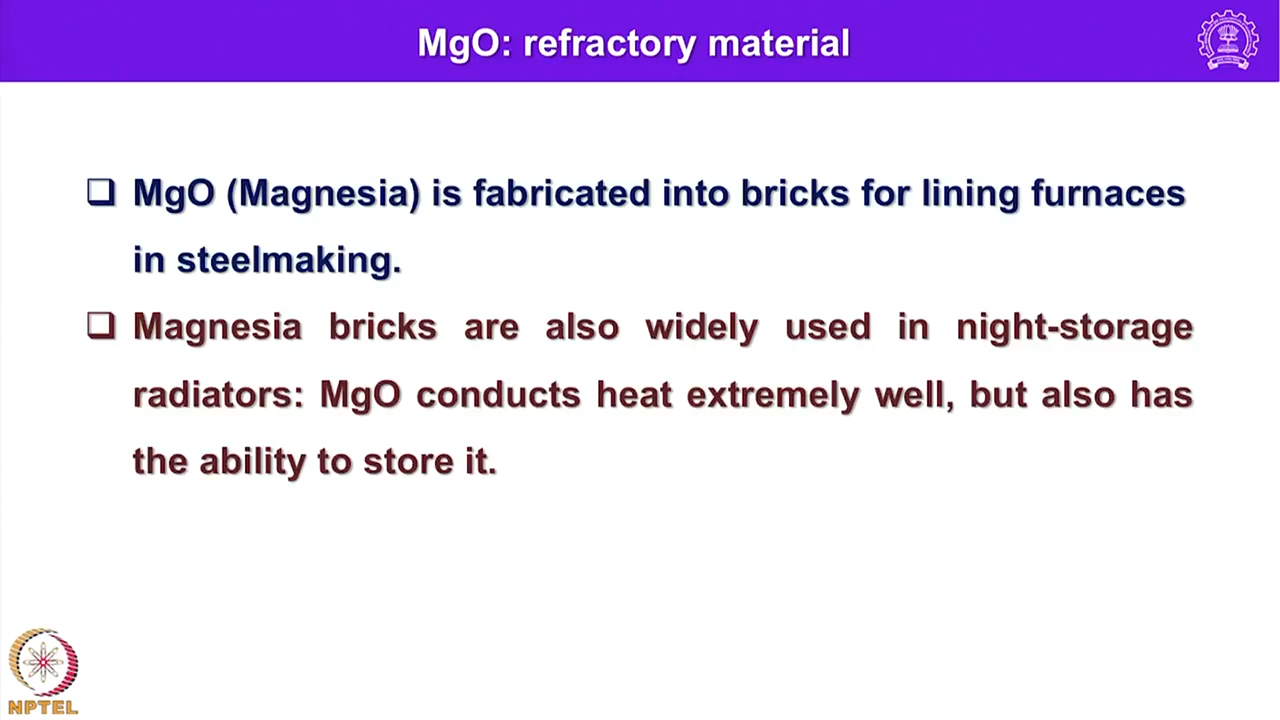 MgO: refractory material
❑ MgO (Magnesia) is fabricated into bricks for lining furnaces
in steelmaking.
❑ Magnesia bricks are also widely used in night-storage
radiators: MgO conducts heat extremely well, but also has
the ability to store it.
NPTEL